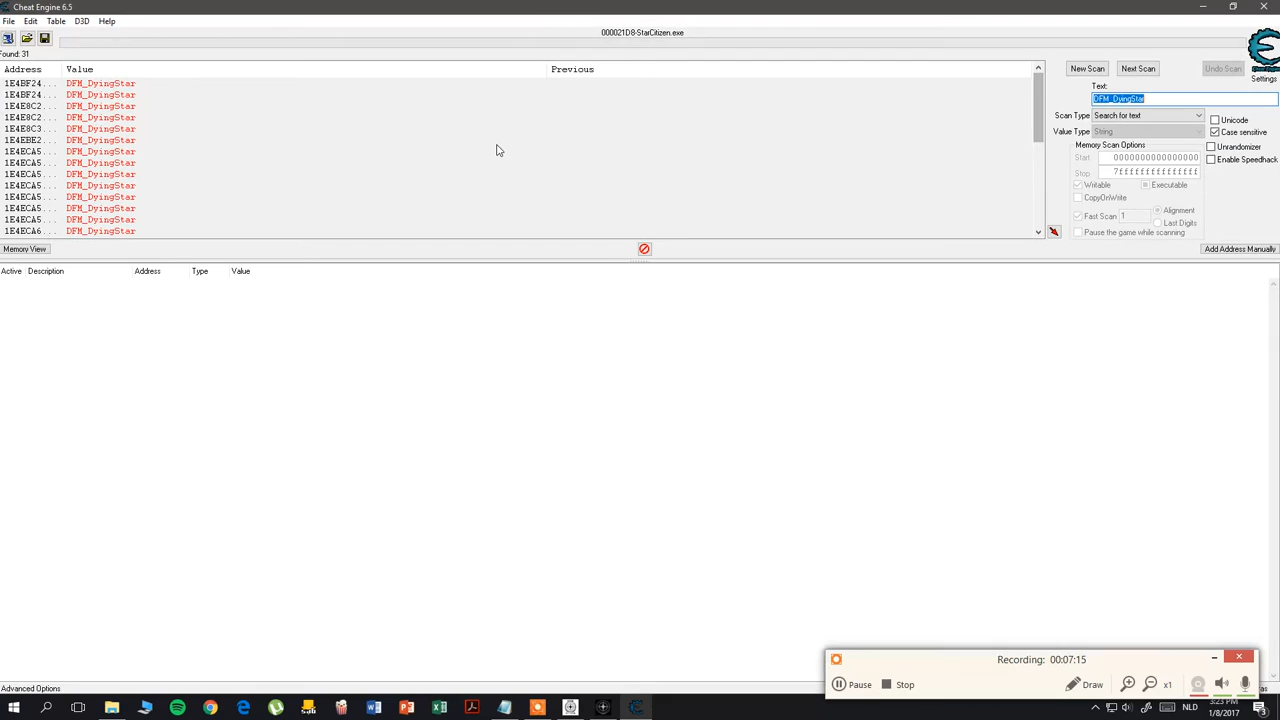 Cheat Engine 6.5
File Edit Table D3D Help
000021D8-StarCitizen.exe
Found: 31
Address Value Previous
1E4BF24... DFM_DyingStar
1E4BF24... DFM_DyingStar
1E4E8C2... DFM_DyingStar
1E4E8C2... DFM_DyingStar
1E4E8C3... DFM_DyingStar
1E4EBE2... DFM_DyingStar
1E4ECA5... DFM_DyingStar
1E4ECA5... DFM_DyingStar
1E4ECA5... DFM_DyingStar
1E4ECA5... DFM_DyingStar
1E4ECA5... DFM_DyingStar
1E4ECA5... DFM_DyingStar
1E4ECA5... DFM_DyingStar
1E4ECA6... DFM_DyingStar
New Scan Next Scan Undo Scan
Settings
Text:
DFM_DyingStar
Scan Type Search for text
Value Type String
Unicode
Case sensitive
Unrandomizer
Enable Speedhack
Memory Scan Options
Start 0000000000000000
Stop 7fffffffffffffff
Writable Executable
CopyOnWrite
Fast Scan 1 Alignment
Last Digits
Pause the game while scanning
Memory View Add Address Manually
Active Description Address Type Value
Recording: 00:07:15
Pause Stop Draw x1
Advanced Options
NLD
3:23 PM
1/8/2017